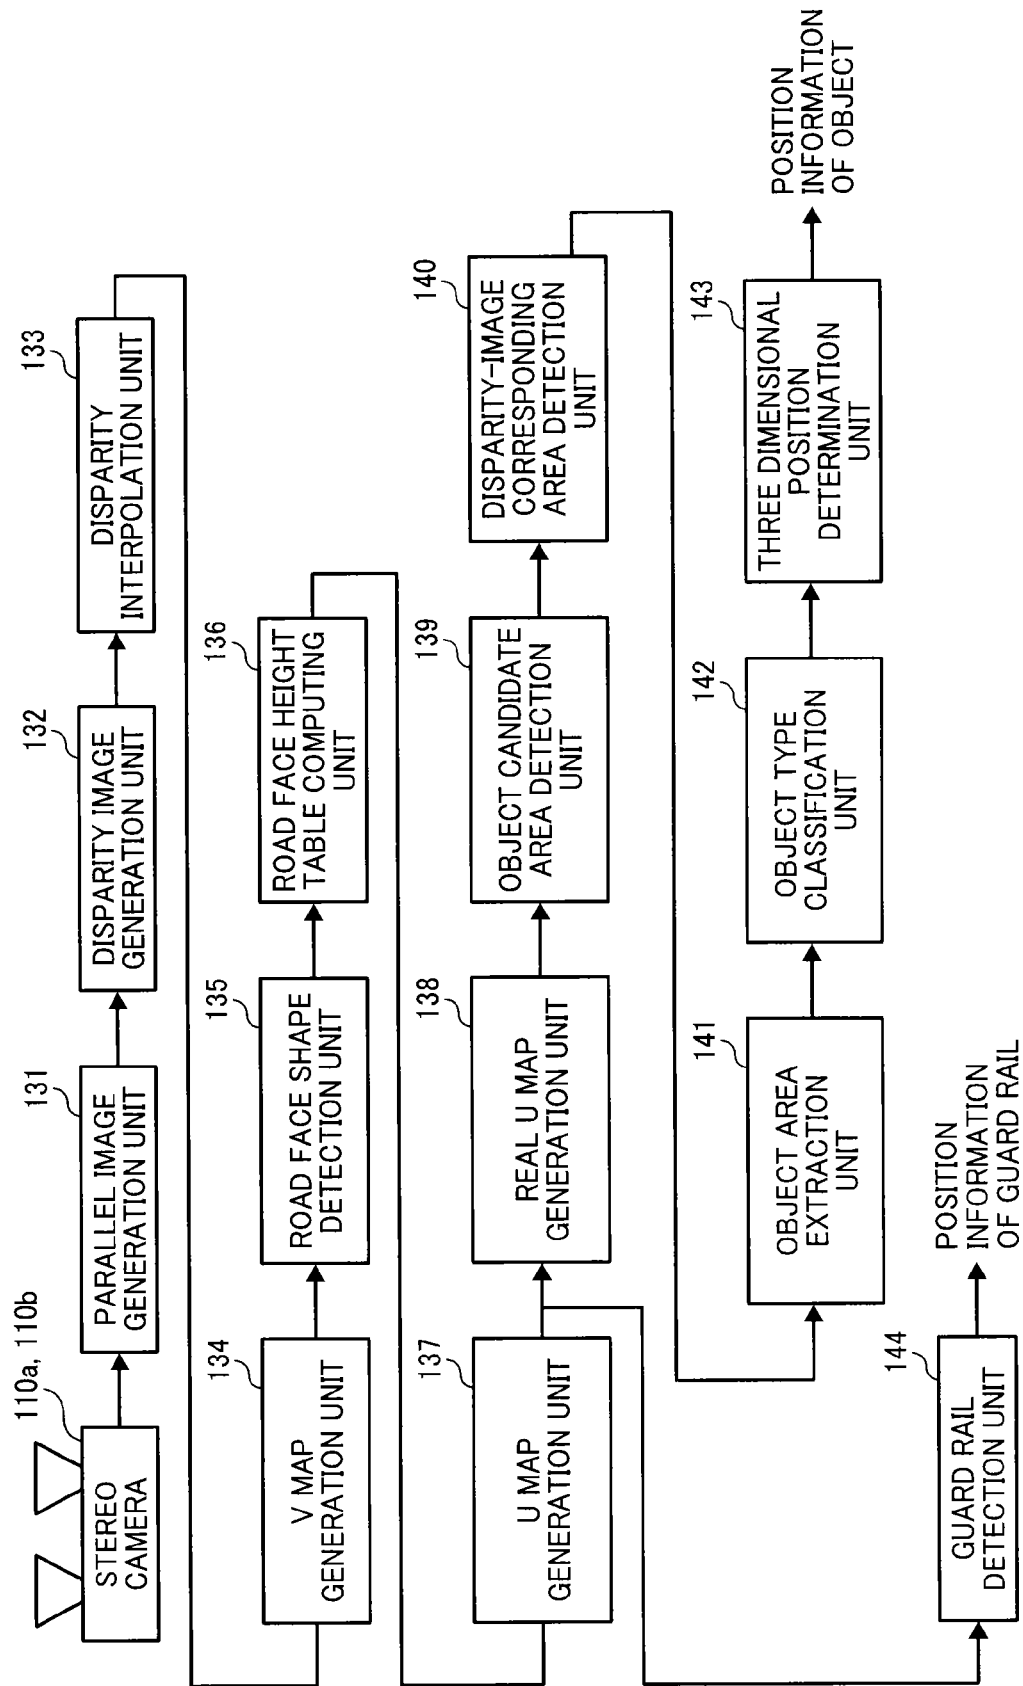 110a, 110b
STEREO
CAMERA
131
PARALLEL IMAGE
GENERATION UNIT
132
DISPARITY IMAGE
GENERATION UNIT
133
DISPARITY
INTERPOLATION UNIT
134
V MAP
GENERATION UNIT
135
ROAD FACE SHAPE
DETECTION UNIT
136
ROAD FACE HEIGHT
TABLE COMPUTING
UNIT
137
U MAP
GENERATION UNIT
138
REAL U MAP
GENERATION UNIT
139
OBJECT CANDIDATE
AREA DETECTION
UNIT
140
DISPARITY-IMAGE
CORRESPONDING
AREA DETECTION
UNIT
141
OBJECT AREA
EXTRACTION
UNIT
142
OBJECT TYPE
CLASSIFICATION
UNIT
143
THREE DIMENSIONAL
POSITION
DETERMINATION
UNIT
POSITION
INFORMATION
OF OBJECT
144
GUARD RAIL
DETECTION UNIT
POSITION
INFORMATION
OF GUARD RAIL